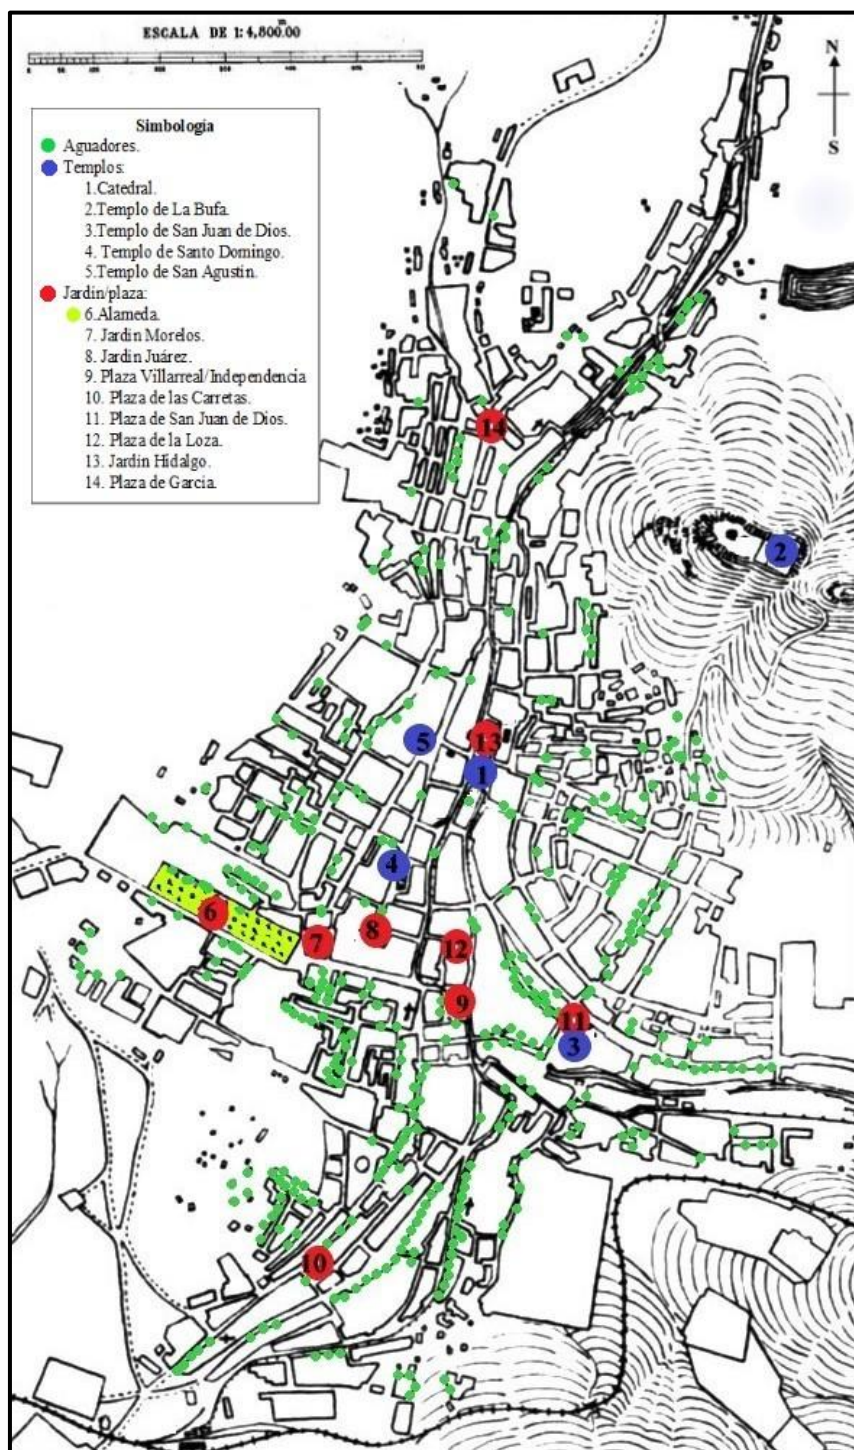 ESCALA DE 1:4,800.00
m
N
S
Simbología
Aguadores.
Templos:
1.Catedral.
2.Templo de La Bufa.
3.Templo de San Juan de Dios.
4. Templo de Santo Domingo.
5.Templo de San Agustín.
Jardín/plaza:
6.Alameda.
7. Jardín Morelos.
8. Jardín Juárez.
9. Plaza Villarreal/Independencia
10. Plaza de las Carretas.
11. Plaza de San Juan de Dios.
12. Plaza de la Loza.
13. Jardín Hidalgo.
14. Plaza de García.
14
2
5
13
1
4
6
7
8
12
9
11
3
10